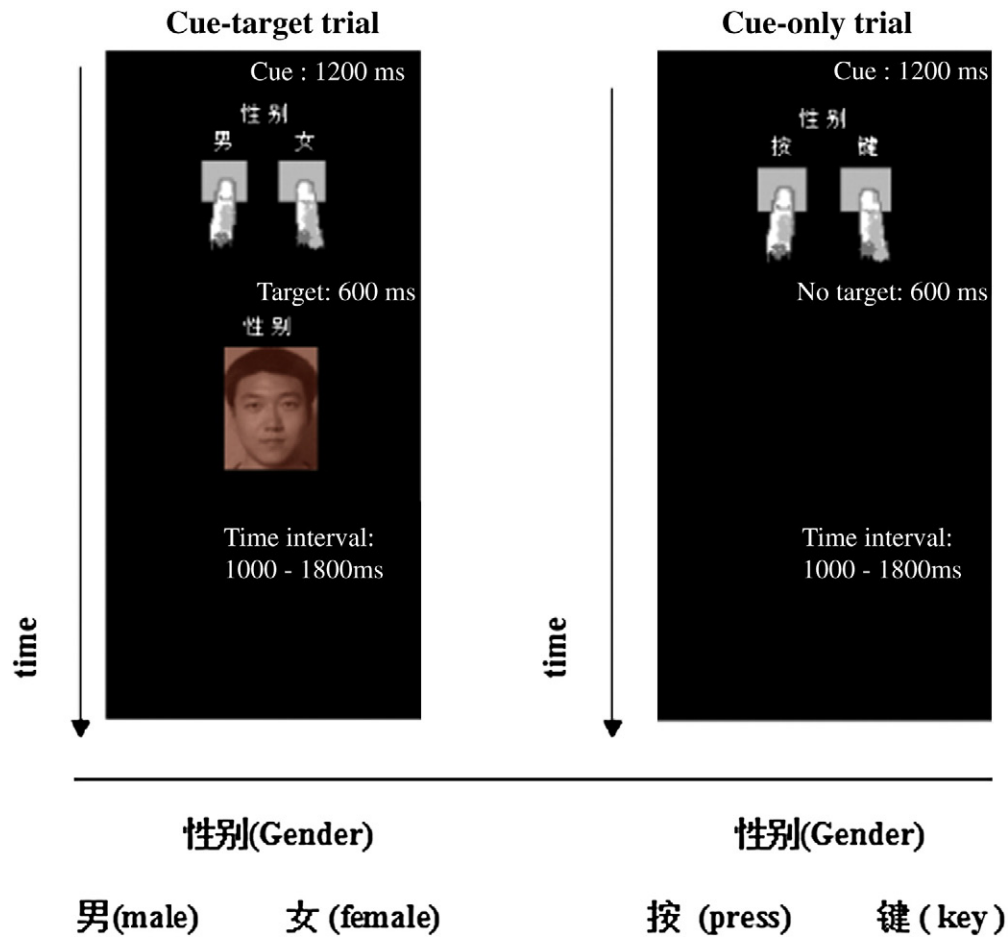 Cue-target trial
Cue : 1200 ms
性别
男 女
Target: 600 ms
性别
Time interval:
1000 - 1800ms
time
Cue-only trial
Cue : 1200 ms
性别
按 键
No target: 600 ms
Time interval:
1000 - 1800ms
time
性别(Gender)
男(male) 女 (female)
性别(Gender)
按 (press) 键 ( key )